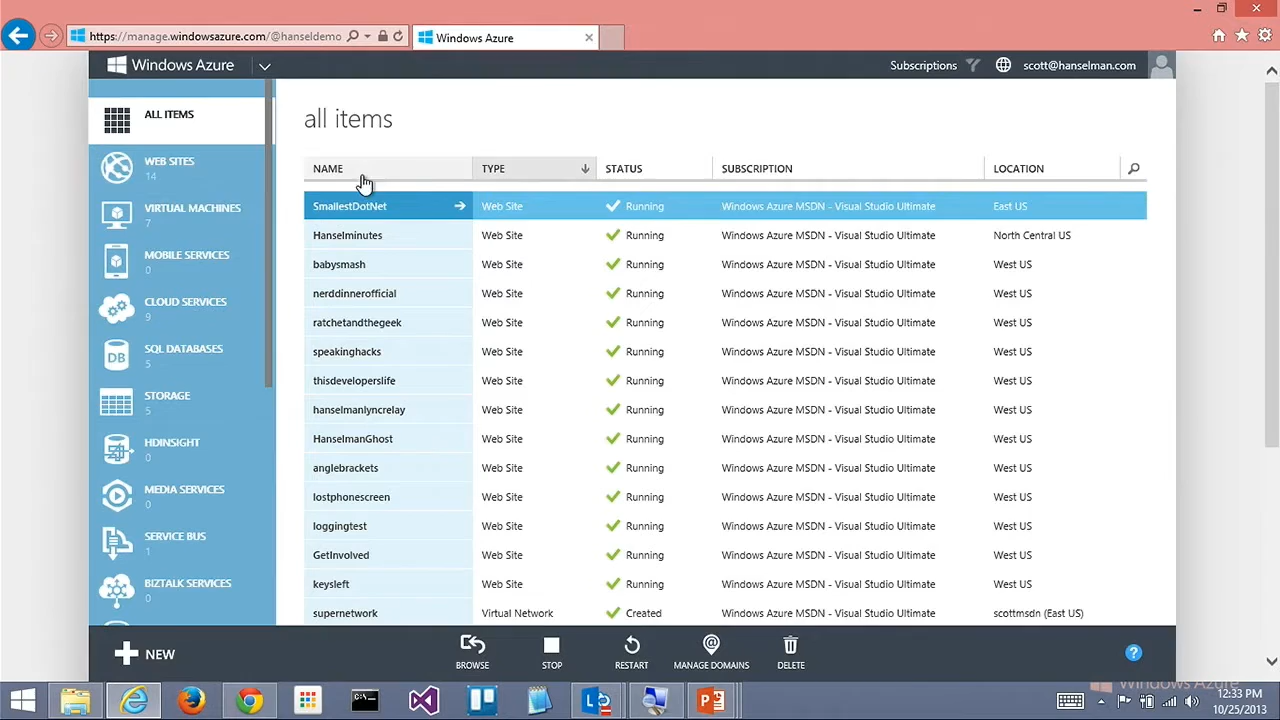 https://manage.windowsazure.com/@hanseldemo
Windows Azure
Windows Azure
Subscriptions
scott@hanselman.com
ALL ITEMS
WEB SITES
14
VIRTUAL MACHINES
7
MOBILE SERVICES
0
CLOUD SERVICES
9
SQL DATABASES
5
DB
STORAGE
5
HDINSIGHT
0
MEDIA SERVICES
0
SERVICE BUS
1
BIZTALK SERVICES
0
all items
NAME TYPE STATUS SUBSCRIPTION LOCATION
SmallestDotNet Web Site Running Windows Azure MSDN - Visual Studio Ultimate East US
Hanselminutes Web Site Running Windows Azure MSDN - Visual Studio Ultimate North Central US
babysmash Web Site Running Windows Azure MSDN - Visual Studio Ultimate West US
nerddinnerofficial Web Site Running Windows Azure MSDN - Visual Studio Ultimate West US
ratchetandthegeek Web Site Running Windows Azure MSDN - Visual Studio Ultimate West US
speakinghacks Web Site Running Windows Azure MSDN - Visual Studio Ultimate West US
thisdeveloperslife Web Site Running Windows Azure MSDN - Visual Studio Ultimate West US
hanselmanlyncrelay Web Site Running Windows Azure MSDN - Visual Studio Ultimate West US
HanselmanGhost Web Site Running Windows Azure MSDN - Visual Studio Ultimate West US
anglebrackets Web Site Running Windows Azure MSDN - Visual Studio Ultimate West US
lostphonescreen Web Site Running Windows Azure MSDN - Visual Studio Ultimate West US
loggingtest Web Site Running Windows Azure MSDN - Visual Studio Ultimate West US
GetInvolved Web Site Running Windows Azure MSDN - Visual Studio Ultimate West US
keysleft Web Site Running Windows Azure MSDN - Visual Studio Ultimate West US
supernetwork Virtual Network Created Windows Azure MSDN - Visual Studio Ultimate scottmsdn (East US)
NEW
BROWSE
STOP
RESTART
MANAGE DOMAINS
DELETE
?
Windows Azure
12:33 PM
10/25/2013